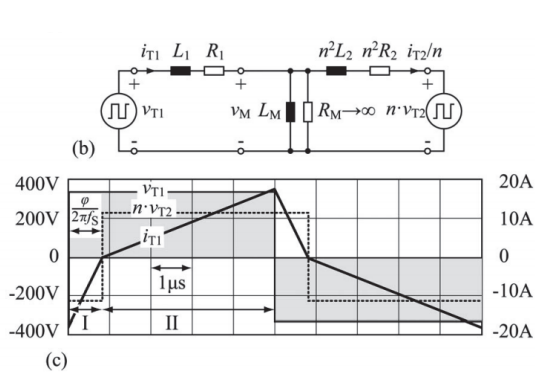 i_T1 L_1 R_1 n²L_2 n²R_2 i_T2/n
+ + +
v_T1 v_M L_M R_M→∞ n·v_T2
- - -
(b)
400V 20A
v_T1
φ/2πf_S n·v_T2
200V 10A
i_T1
0 0
1μs
-200V -10A
I II
-400V -20A
(c)